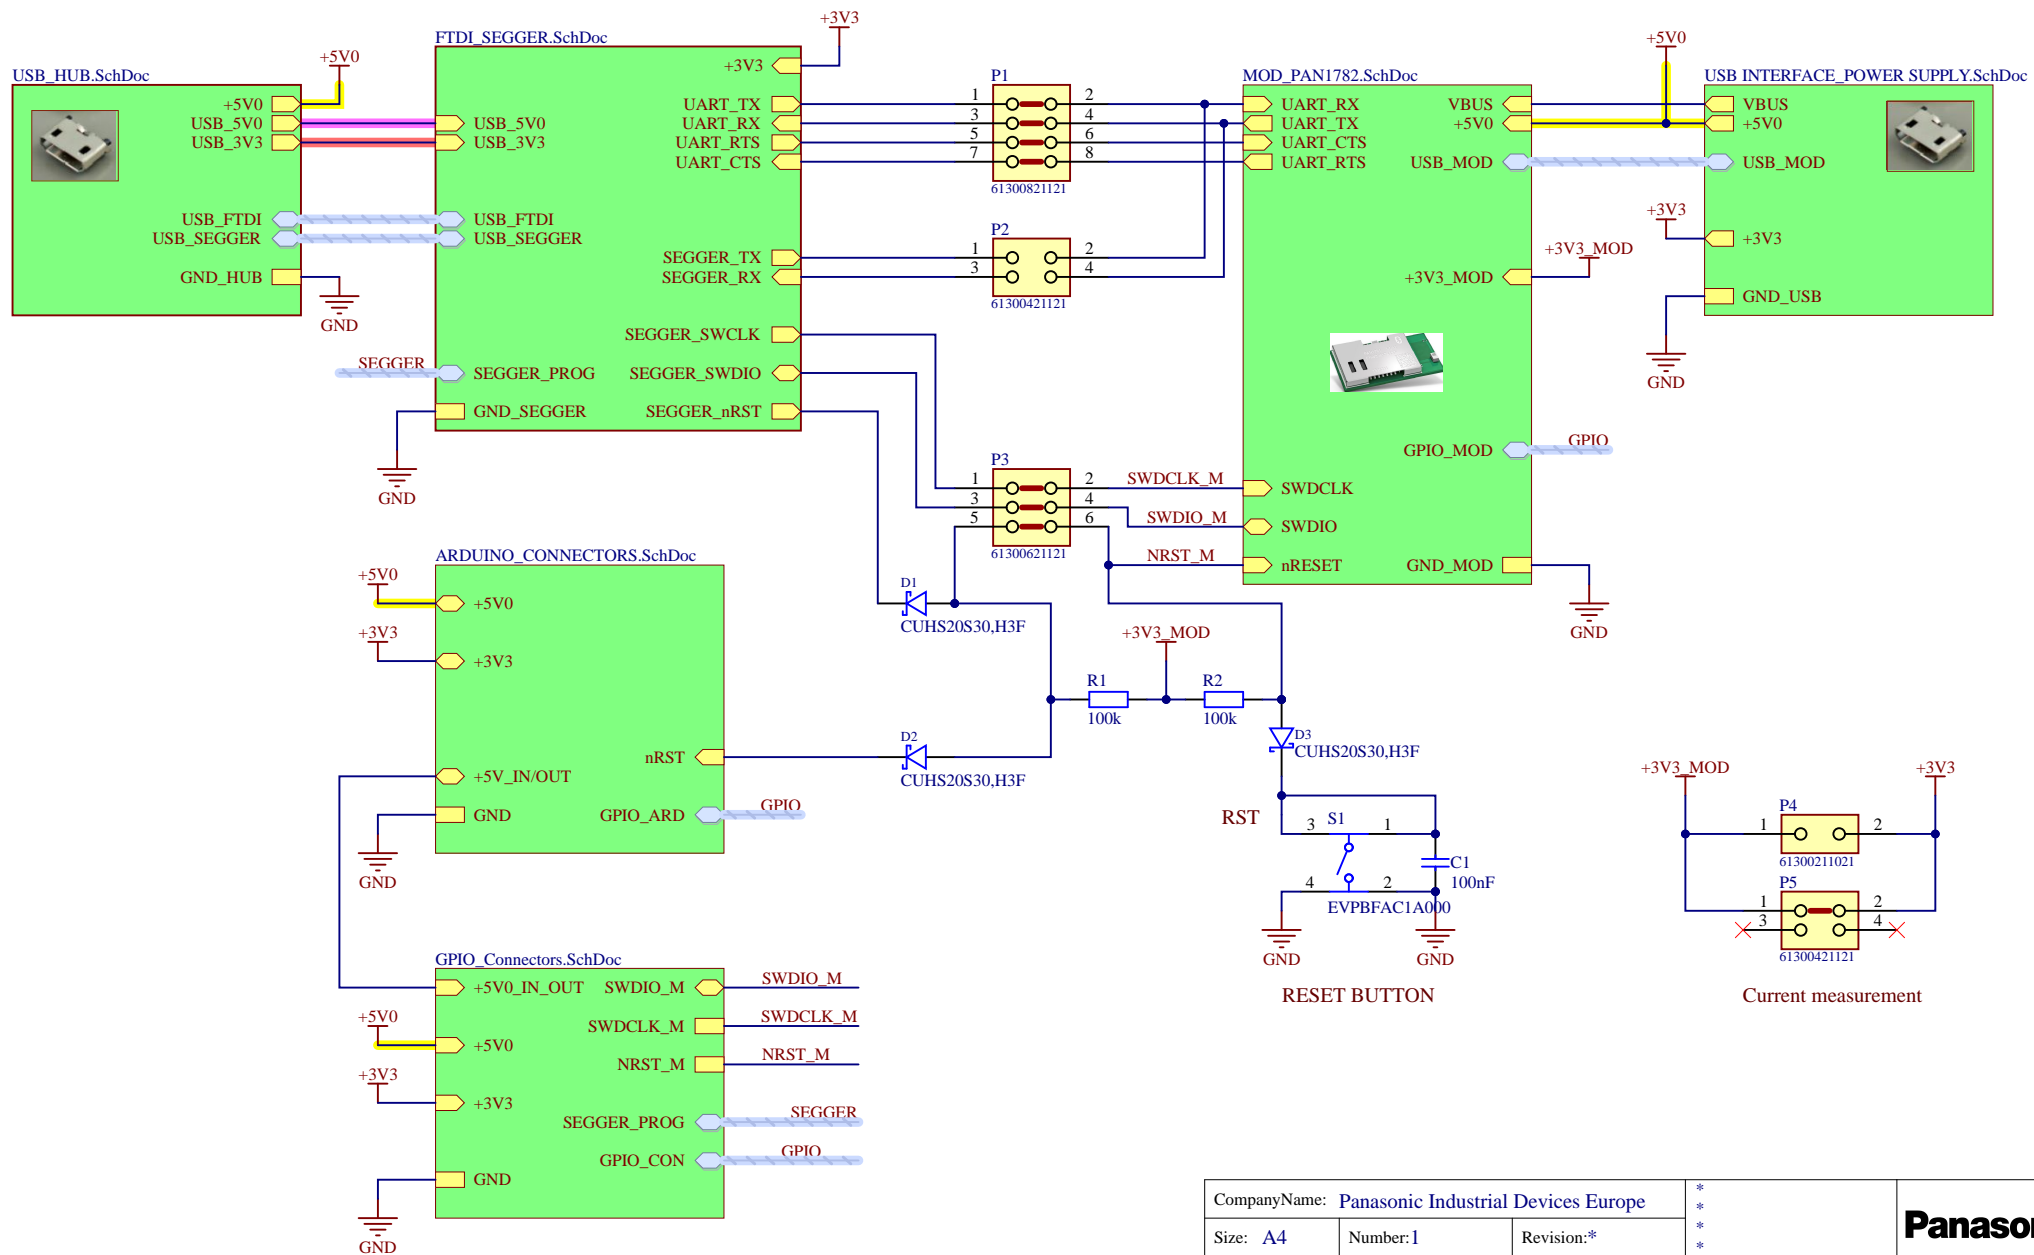 USB_HUB.SchDoc
+5V0
+5V0
USB_5V0
USB_3V3
USB_FTDI
USB_SEGGER
GND_HUB
GND
FTDI_SEGGER.SchDoc
+3V3
+3V3
USB_5V0
USB_3V3
USB_FTDI
USB_SEGGER
SEGGER
SEGGER_PROG
GND_SEGGER
GND
UART_TX
UART_RX
UART_RTS
UART_CTS
SEGGER_TX
SEGGER_RX
SEGGER_SWCLK
SEGGER_SWDIO
SEGGER_nRST
P1
1 2
3 4
5 6
7 8
61300821121
P2
1 2
3 4
61300421121
P3
1 2
3 4
5 6
61300621121
SWDCLK_M
SWDIO_M
NRST_M
MOD_PAN1782.SchDoc
UART_RX
UART_TX
UART_CTS
UART_RTS
SWDCLK
SWDIO
nRESET
VBUS
+5V0
USB_MOD
+3V3_MOD
+3V3_MOD
GPIO_MOD
GPIO
GND_MOD
GND
+5V0
USB INTERFACE_POWER SUPPLY.SchDoc
VBUS
+5V0
USB_MOD
+3V3
+3V3
GND_USB
GND
ARDUINO_CONNECTORS.SchDoc
+5V0
+5V0
+3V3
+3V3
+5V_IN/OUT
GND
GND
nRST
GPIO_ARD
GPIO
D1
CUHS20S30,H3F
D2
CUHS20S30,H3F
+3V3_MOD
R1
100k
R2
100k
D3
CUHS20S30,H3F
RST
S1
3 1
4 2
EVPBFAC1A000
C1
100nF
GND
GND
RESET BUTTON
+3V3_MOD
+3V3
P4
1 2
61300211021
P5
1 2
3 4
61300421121
Current measurement
GPIO_Connectors.SchDoc
+5V0_IN_OUT
+5V0
+5V0
+3V3
+3V3
GND
GND
SWDIO_M
SWDIO_M
SWDCLK_M
SWDCLK_M
NRST_M
NRST_M
SEGGER_PROG
SEGGER
GPIO_CON
GPIO
CompanyName: Panasonic Industrial Devices Europe
Size: A4 Number:1 Revision:*
*
*
*
*